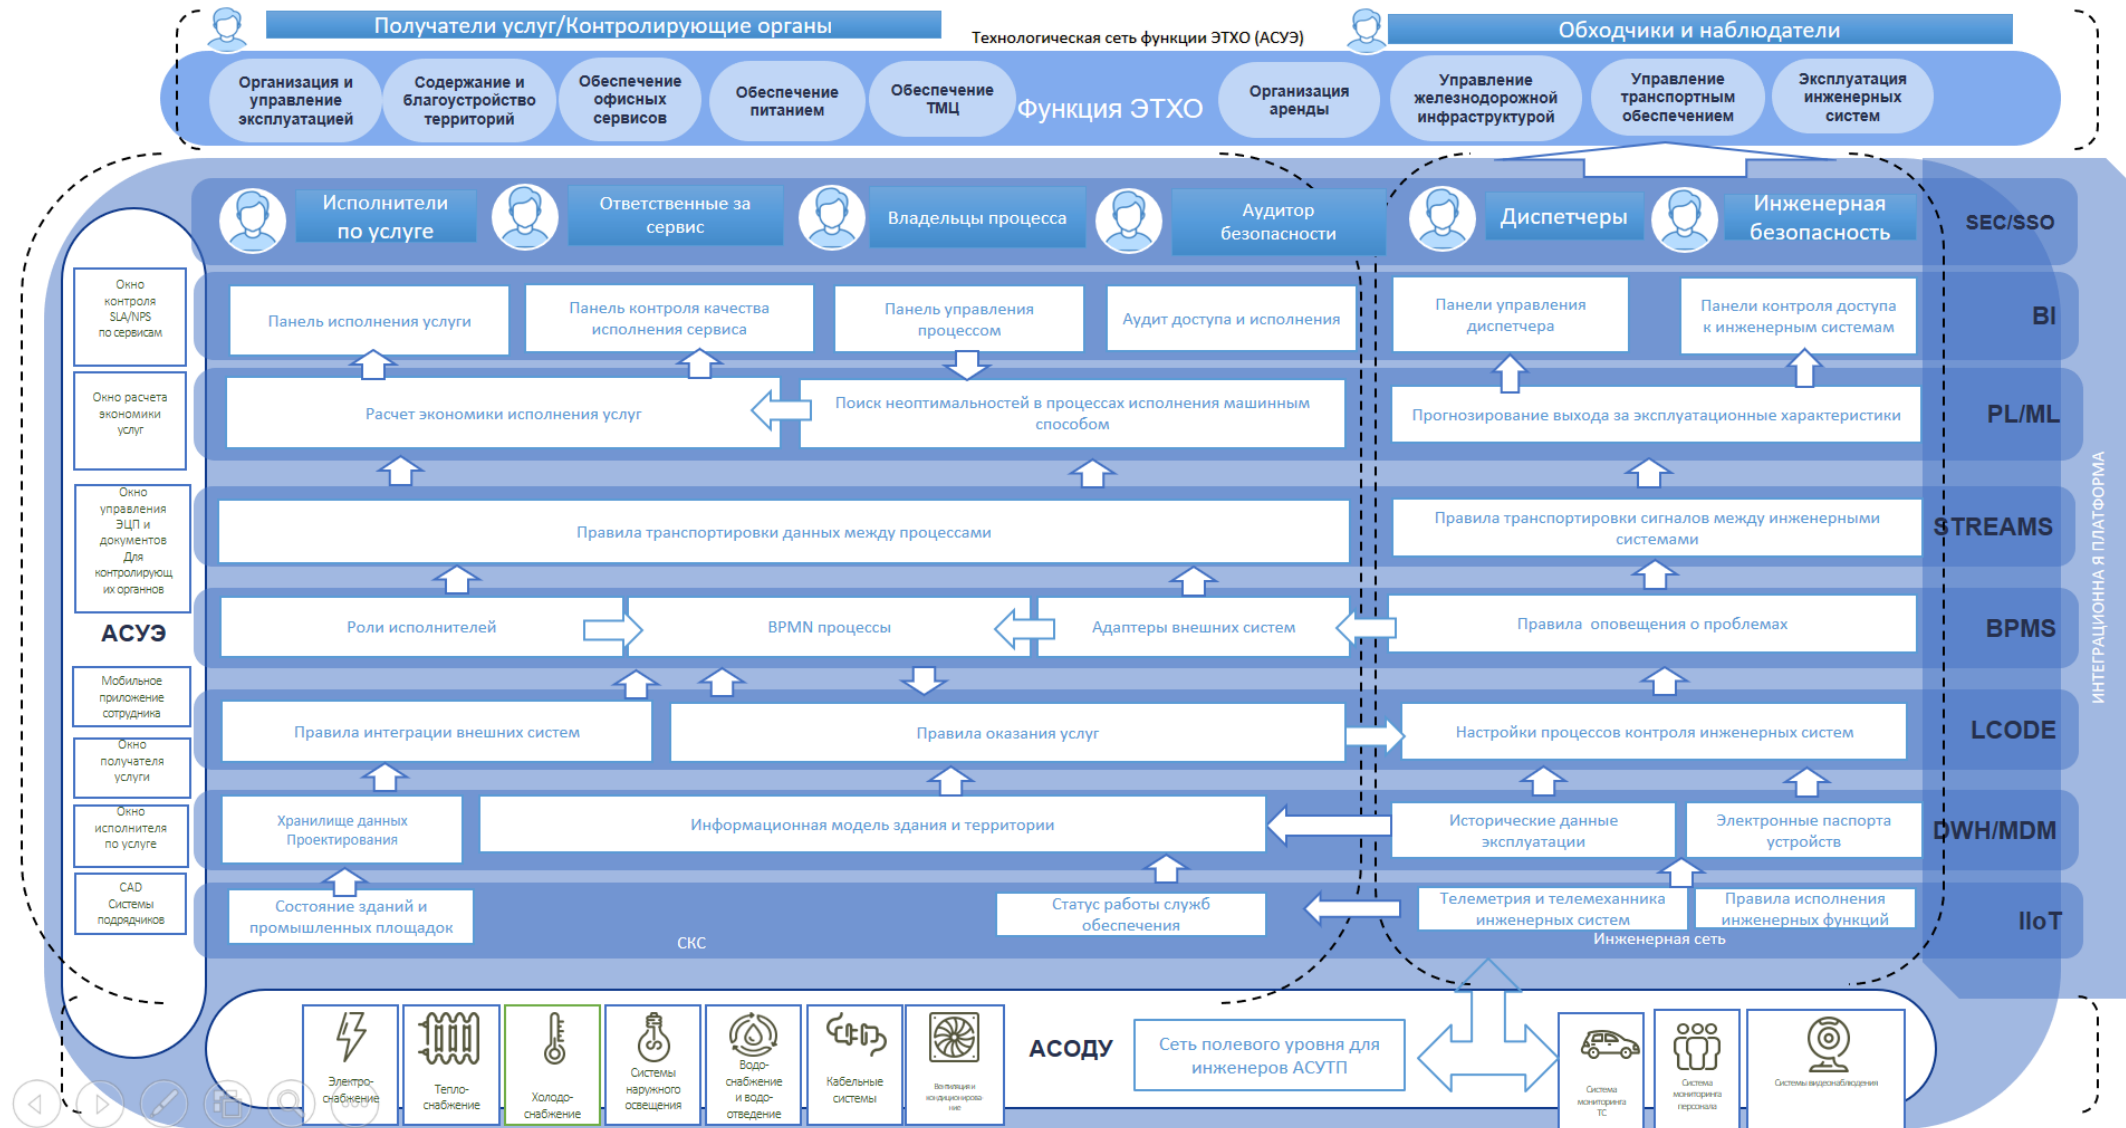 Получатели услуг/Контролирующие органы
Технологическая сеть функции ЭТХО (АСУЭ)
Обходчики и наблюдатели
Организация и
управление
эксплуатацией
Содержание и
благоустройство
территорий
Обеспечение
офисных
сервисов
Обеспечение
питанием
Обеспечение
ТМЦ
Функция ЭТХО
Организация
аренды
Управление
железнодорожной
инфраструктурой
Управление
транспортным
обеспечением
Эксплуатация
инженерных
систем
Исполнители
по услуге
Ответственные за
сервис
Владельцы процесса
Аудитор
безопасности
Диспетчеры
Инженерная
безопасность
SEC/SSO
Окно
контроля
SLA/NPS
по сервисам
Панель исполнения услуги
Панель контроля качества
исполнения сервиса
Панель управления
процессом
Аудит доступа и исполнения
Панели управления
диспетчера
Панели контроля доступа
к инженерным системам
BI
Окно расчета
экономики
услуг
Расчет экономики исполнения услуг
Поиск неоптимальностей в процессах исполнения машинным
способом
Прогнозирование выхода за эксплуатационные характеристики
PL/ML
Окно
управления
ЭЦП и
документов
Для
контролирующ
их органнов
Правила транспортировки данных между процессами
Правила транспортировки сигналов между инженерными
системами
STREAMS
ИНТЕГРАЦИОННА Я ПЛАТФОРМА
АСУЭ
Роли исполнителей
BPMN процессы
Адаптеры внешних систем
Правила оповещения о проблемах
BPMS
Мобильное
приложение
сотрудника
Правила интеграции внешних систем
Правила оказания услуг
Настройки процессов контроля инженерных систем
LCODE
Окно
получателя
услуги
Окно
исполнителя
по услуге
Хранилище данных
Проектирования
Информационная модель здания и территории
Исторические данные
эксплуатации
Электронные паспорта
устройств
DWH/MDM
CAD
Системы
подрядчиков
Состояние зданий и
промышленных площадок
СКС
Статус работы служб
обеспечения
Телеметрия и телемеханника
инженерных систем
Правила исполнения
инженерных функций
Инженерная сеть
IIoT
Электро-
снабжение
Тепло-
снабжение
Холодо-
снабжение
Системы
наружного
освещения
Водо-
снабжение
и водо-
отведение
Кабельные
системы
Вентиляция и
кондиционирова
ние
АСОДУ
Сеть полевого уровня для
инженеров АСУТП
Система
мониторинга
ТС
Система
мониторинга
персонала
Системы видеонаблюдения